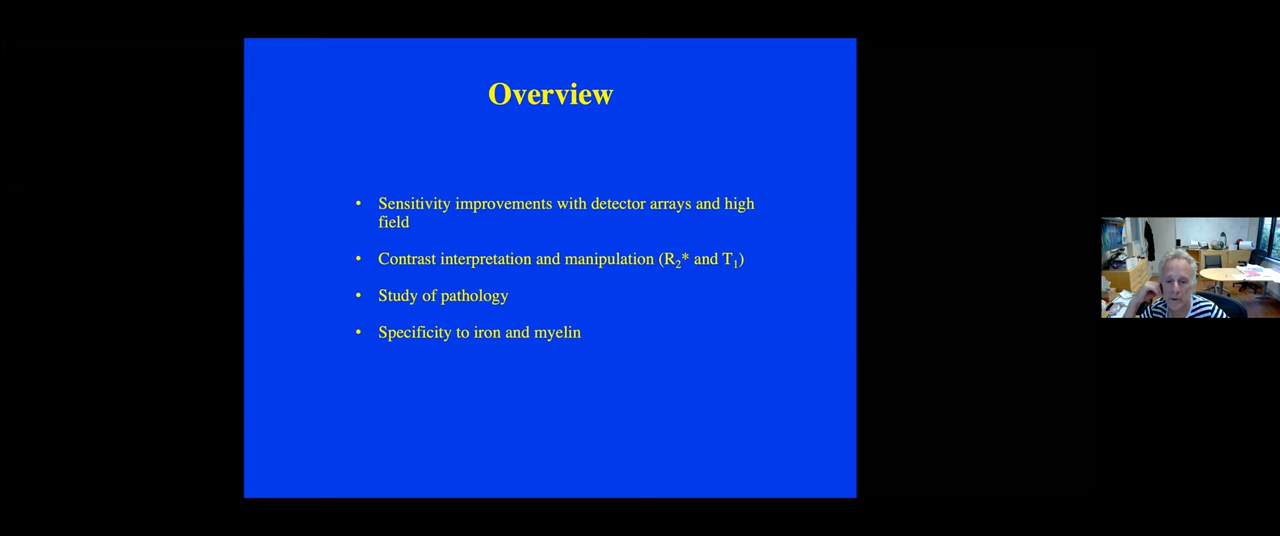 Overview
• Sensitivity improvements with detector arrays and high
field
• Contrast interpretation and manipulation (R2* and T1)
• Study of pathology
• Specificity to iron and myelin